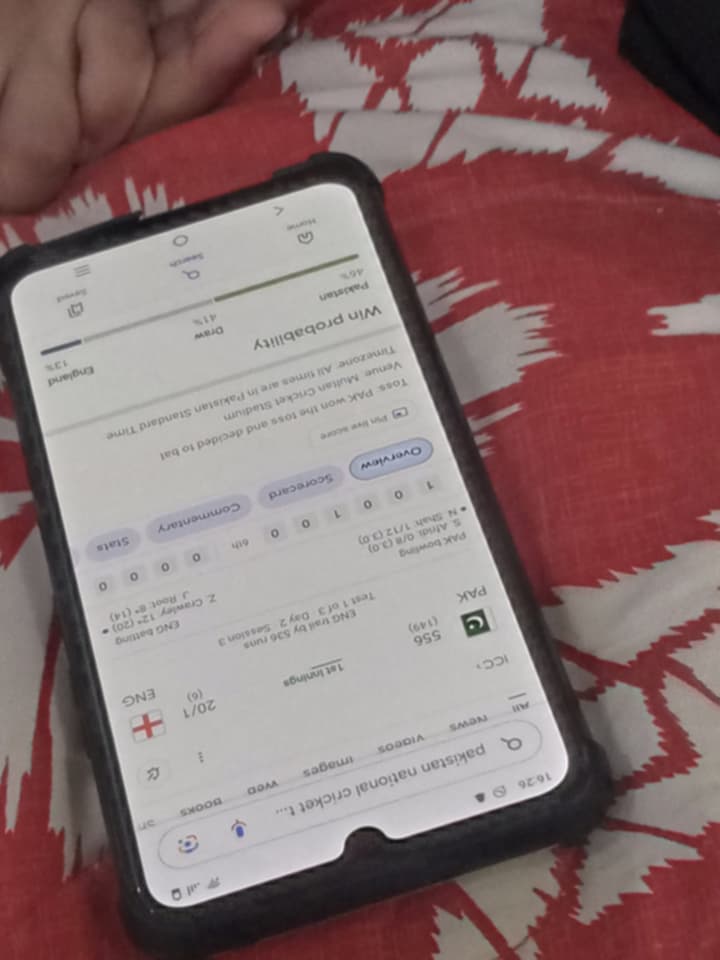 16:26
pakistan national cricket t...
All News Videos Images Web Books Sh
ICC
1st Innings
556
(149)
20/1
(6)
PAK
ENG
ENG trail by 536 runs
Test 1 of 3 · Day 2 · Session 3
PAK bowling
S. Afridi: 0/8 (3.0)
N. Shah: 1/12 (3.0)
ENG batting
Z. Crawley: 12* (20)
J. Root: 8* (14)
1 0 0 1 0 0 6th 0 0 0 0
Overview Scorecard Commentary Stats
Pin live score
Toss: PAK won the toss and decided to bat
Venue: Multan Cricket Stadium
Timezone: All times are in Pakistan Standard Time
Win probability
Pakistan Draw England
46% 41% 13%
Home Search Saved